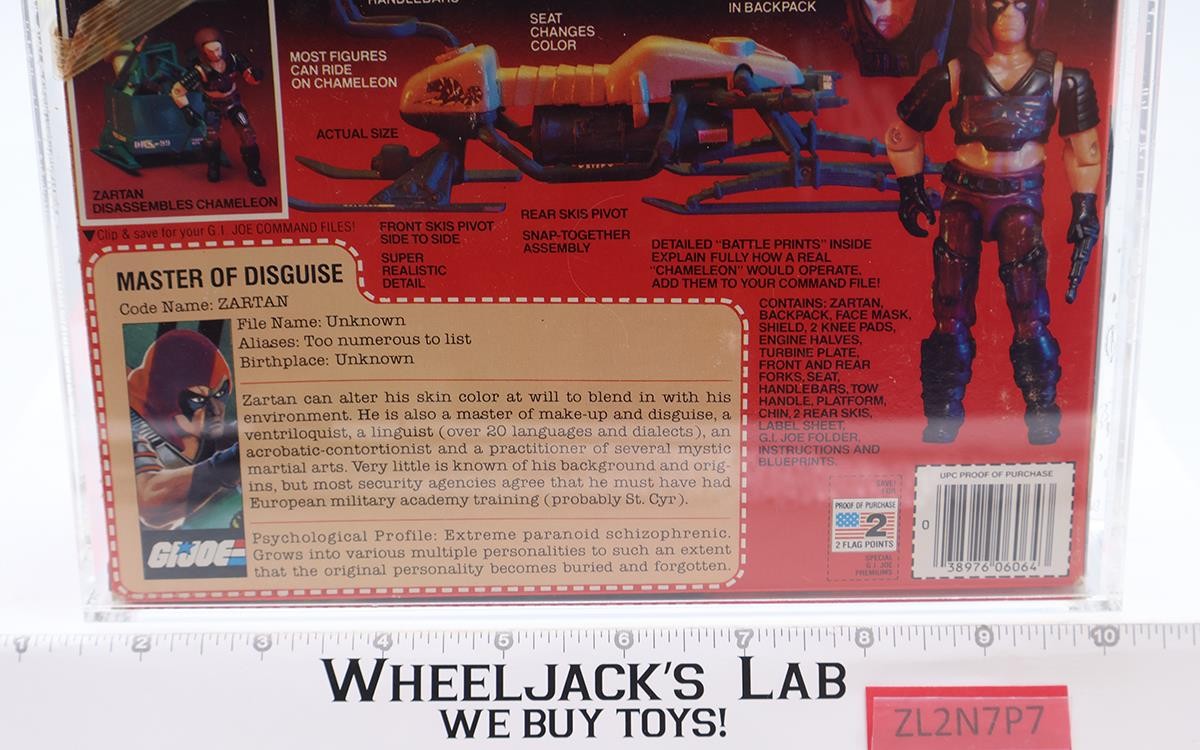 HANDLEBARS
IN BACKPACK
SEAT
CHANGES
COLOR
MOST FIGURES
CAN RIDE
ON CHAMELEON
ACTUAL SIZE
ZARTAN
DISASSEMBLES CHAMELEON
FRONT SKIS PIVOT
SIDE TO SIDE
SUPER
REALISTIC
DETAIL
REAR SKIS PIVOT
SNAP-TOGETHER
ASSEMBLY
DETAILED "BATTLE PRINTS" INSIDE
EXPLAIN FULLY HOW A REAL
"CHAMELEON" WOULD OPERATE.
ADD THEM TO YOUR COMMAND FILE!
▼ Clip & save for your G.I. JOE COMMAND FILES!
MASTER OF DISGUISE
Code Name: ZARTAN
File Name: Unknown
Aliases: Too numerous to list
Birthplace: Unknown
Zartan can alter his skin color at will to blend in with his
environment. He is also a master of make-up and disguise, a
ventriloquist, a linguist (over 20 languages and dialects), an
acrobatic-contortionist and a practitioner of several mystic
martial arts. Very little is known of his background and orig-
ins, but most security agencies agree that he must have had
European military academy training (probably St. Cyr).
Psychological Profile: Extreme paranoid schizophrenic.
Grows into various multiple personalities to such an extent
that the original personality becomes buried and forgotten.
GI JOE
CONTAINS: ZARTAN,
BACKPACK, FACE MASK,
SHIELD, 2 KNEE PADS,
ENGINE HALVES,
TURBINE PLATE,
FRONT AND REAR
FORKS, SEAT,
HANDLEBARS, TOW
HANDLE, PLATFORM,
CHIN, 2 REAR SKIS,
LABEL SHEET,
G.I. JOE FOLDER,
INSTRUCTIONS AND
BLUEPRINTS.
SAVE!
FOR
PROOF OF PURCHASE
2
2 FLAG POINTS
SPECIAL
G.I. JOE
PREMIUMS
UPC PROOF OF PURCHASE
0
38976 06064
1 2 3 4 5 6 7 8 9 10
WHEELJACK'S LAB
WE BUY TOYS!
ZL2N7P7